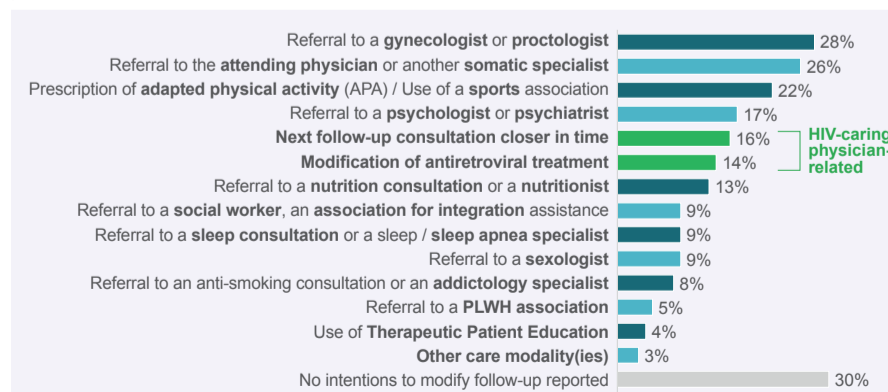 Referral to a gynecologist or proctologist 28%
Referral to the attending physician or another somatic specialist 26%
Prescription of adapted physical activity (APA) / Use of a sports association 22%
Referral to a psychologist or psychiatrist 17%
Next follow-up consultation closer in time 16%
Modification of antiretroviral treatment 14%
HIV-caring
physician-
related
Referral to a nutrition consultation or a nutritionist 13%
Referral to a social worker, an association for integration assistance 9%
Referral to a sleep consultation or a sleep / sleep apnea specialist 9%
Referral to a sexologist 9%
Referral to an anti-smoking consultation or an addictology specialist 8%
Referral to a PLWH association 5%
Use of Therapeutic Patient Education 4%
Other care modality(ies) 3%
No intentions to modify follow-up reported 30%